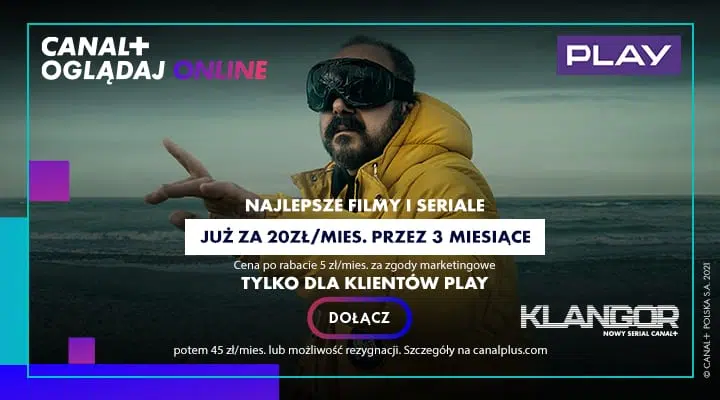 CANAL+
OGLĄDAJ ONLINE
PLAY
NAJLEPSZE FILMY I SERIALE
JUŻ ZA 20ZŁ/MIES. PRZEZ 3 MIESIĄCE
Cena po rabacie 5 zł/mies. za zgody marketingowe
TYLKO DLA KLIENTÓW PLAY
DOŁĄCZ
KLANGOR
NOWY SERIAL CANAL+
potem 45 zł/mies. lub możliwość rezygnacji. Szczegóły na canalplus.com
© CANAL+ POLSKA S.A. 2021